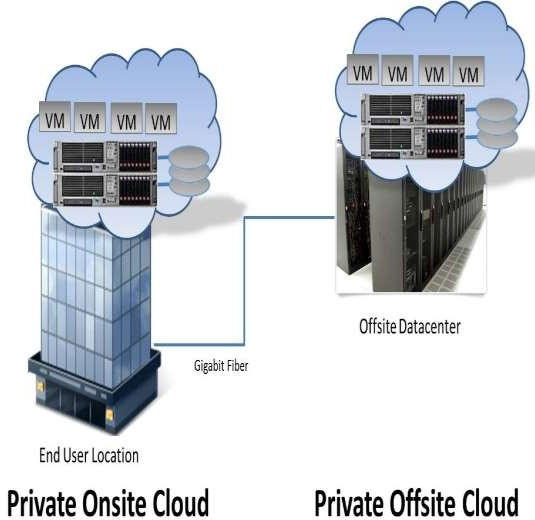 VM VM VM VM
VM VM VM VM
Offsite Datacenter
Gigabit Fiber
End User Location
Private Onsite Cloud
Private Offsite Cloud